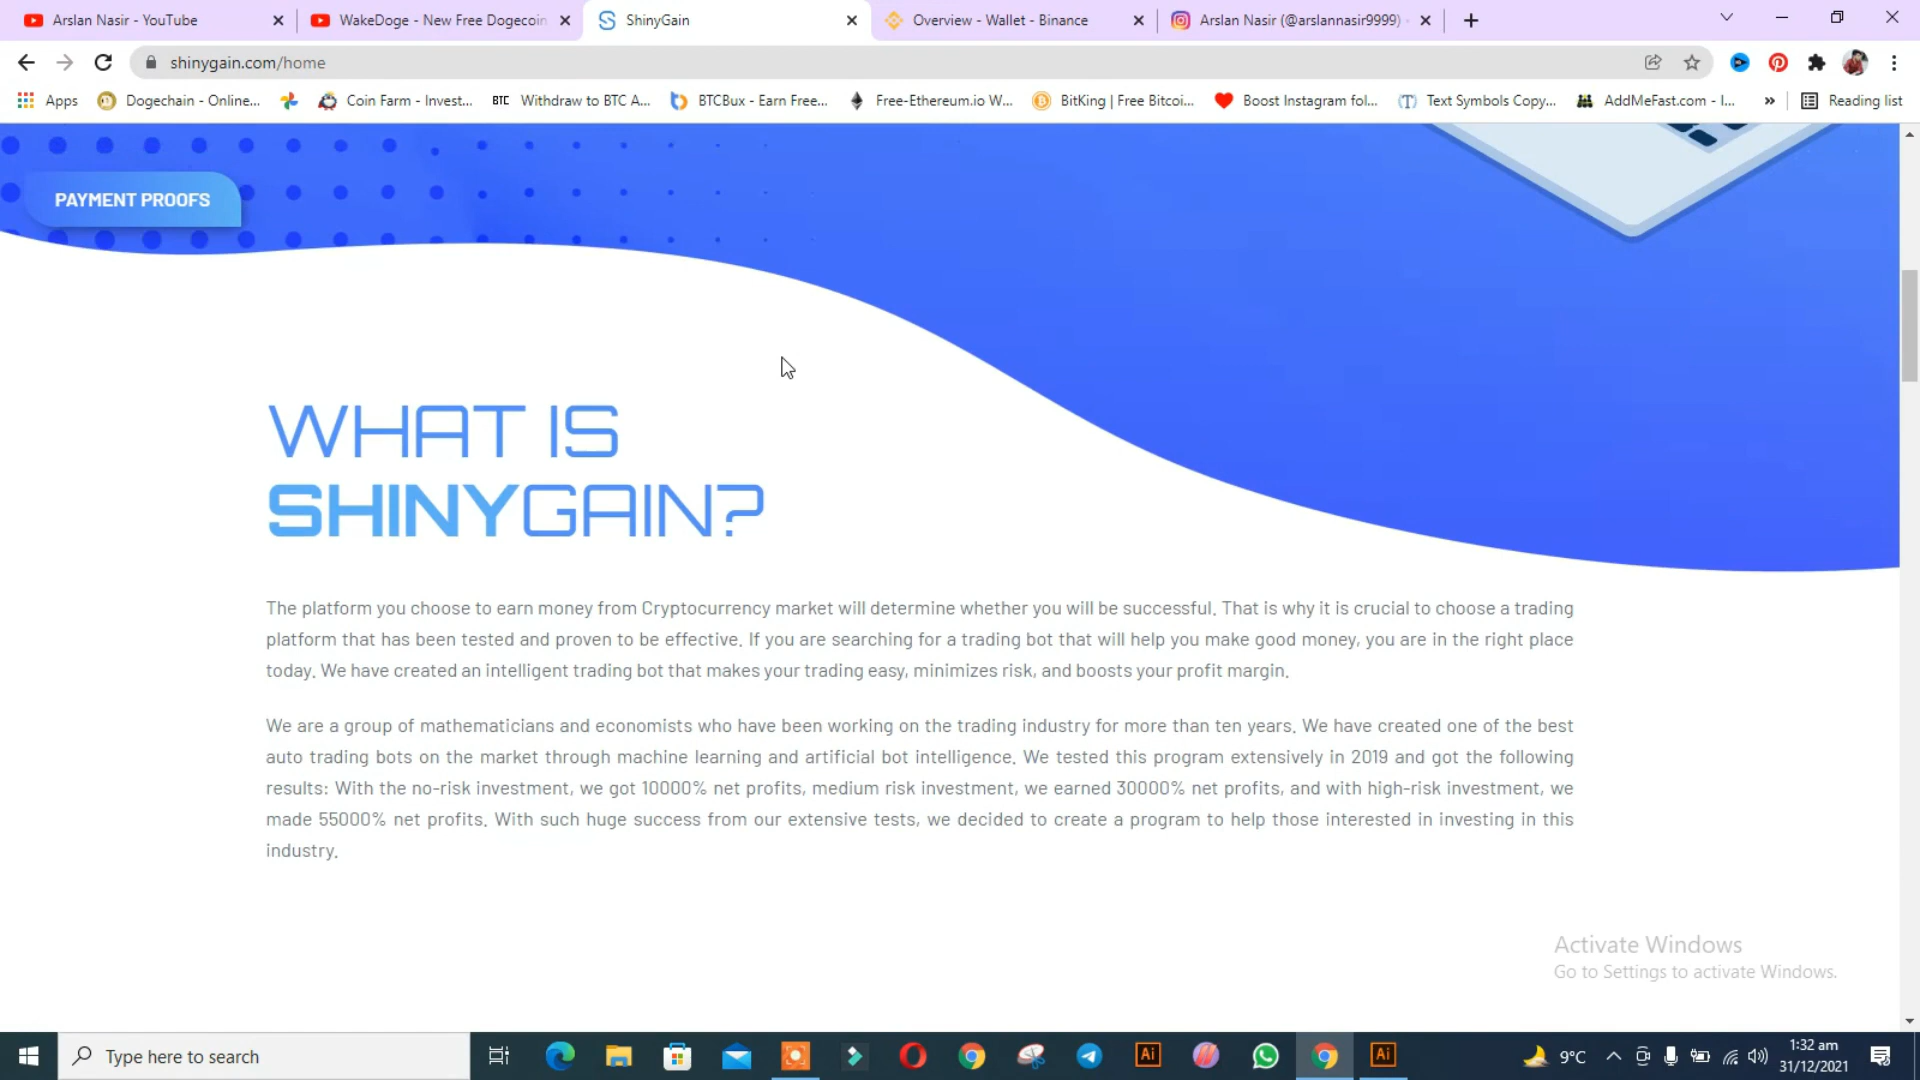 Arslan Nasir - YouTube
WakeDoge - New Free Dogecoin
ShinyGain
Overview - Wallet - Binance
Arslan Nasir (@arslannasir9999)
shinygain.com/home
Apps
Dogechain - Online...
Coin Farm - Invest...
BTC Withdraw to BTC A...
BTCBux - Earn Free...
Free-Ethereum.io W...
BitKing | Free Bitcoi...
Boost Instagram fol...
(T) Text Symbols Copy...
AddMeFast.com - I...
»
Reading list
PAYMENT PROOFS
WHAT IS
SHINYGAIN?
The platform you choose to earn money from Cryptocurrency market will determine whether you will be successful. That is why it is crucial to choose a trading
platform that has been tested and proven to be effective. If you are searching for a trading bot that will help you make good money, you are in the right place
today. We have created an intelligent trading bot that makes your trading easy, minimizes risk, and boosts your profit margin.
We are a group of mathematicians and economists who have been working on the trading industry for more than ten years. We have created one of the best
auto trading bots on the market through machine learning and artificial bot intelligence. We tested this program extensively in 2019 and got the following
results: With the no-risk investment, we got 10000% net profits, medium risk investment, we earned 30000% net profits, and with high-risk investment, we
made 55000% net profits. With such huge success from our extensive tests, we decided to create a program to help those interested in investing in this
industry.
Activate Windows
Go to Settings to activate Windows.
Type here to search
Ai
Ai
9°C
1:32 am
31/12/2021